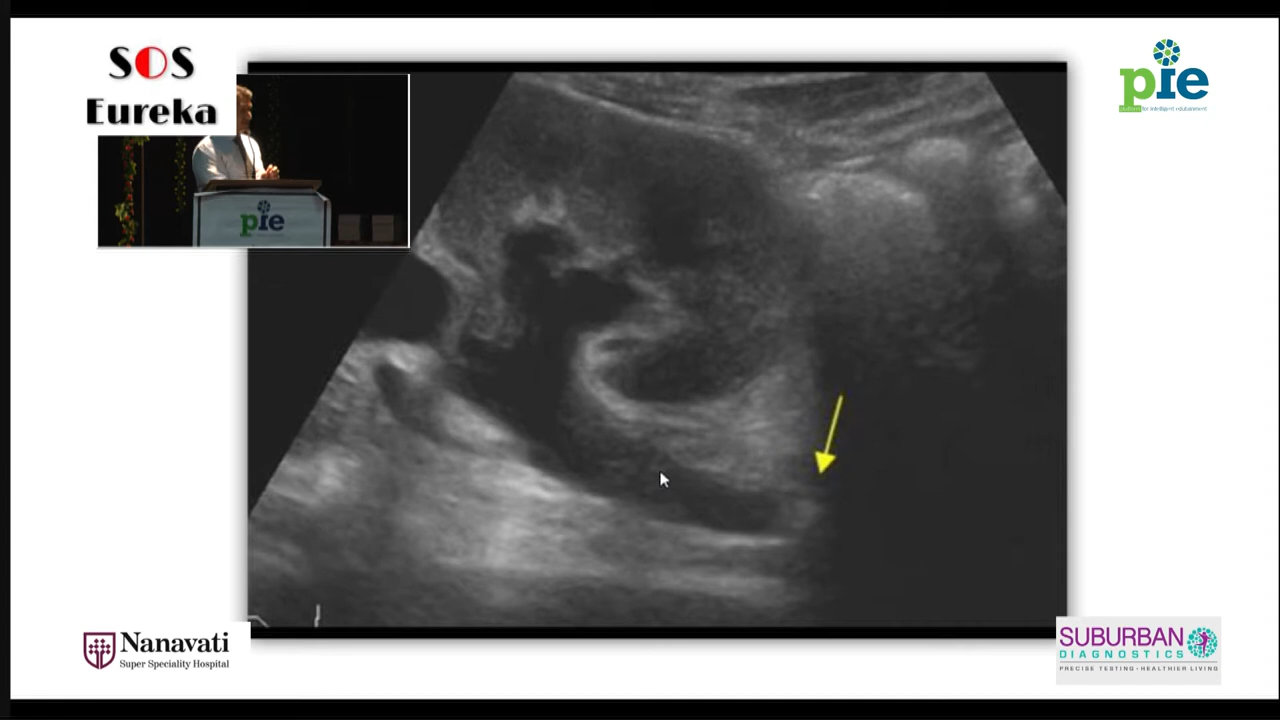 SOS
Eureka
pie
pie
Nanavati
Super Speciality Hospital
SUBURBAN
DIAGNOSTICS
PRECISE TESTING • HEALTHIER LIVING